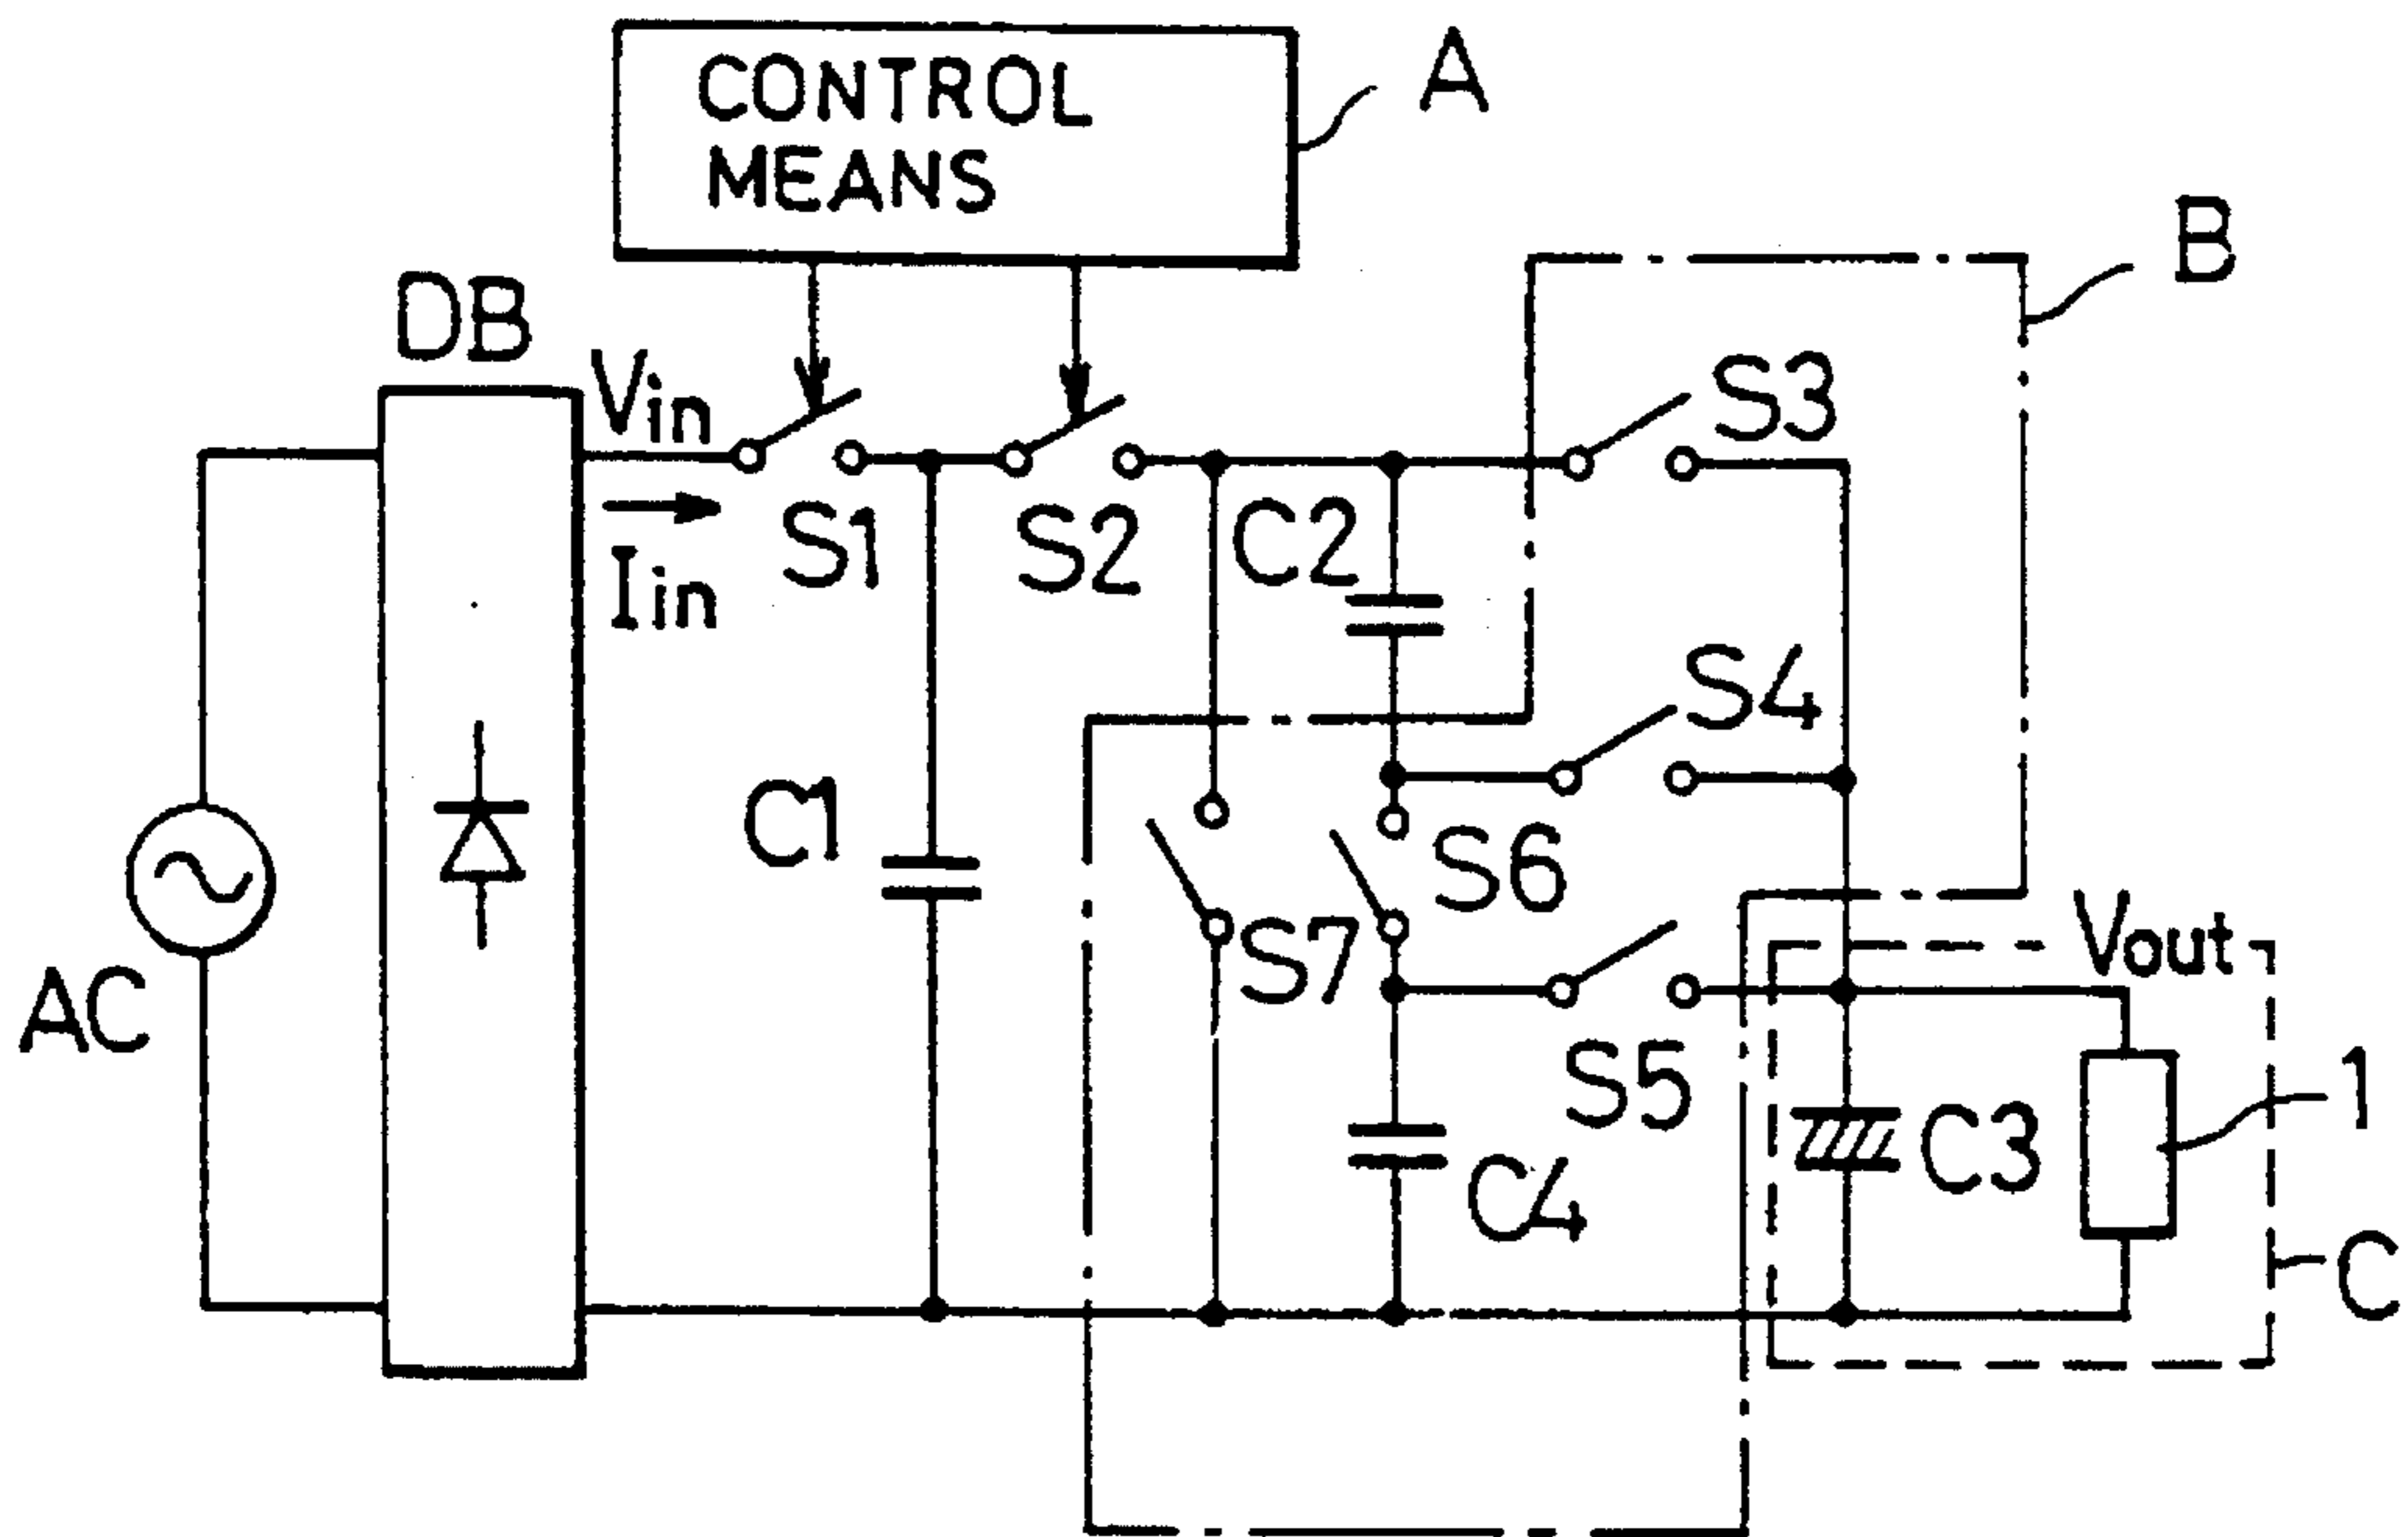 CONTROL
MEANS
A
B
DB
Vin
Iin
S1
S2
C2
S3
S4
C1
S6
S7
AC
S5
Vout
1
C3
C4
C